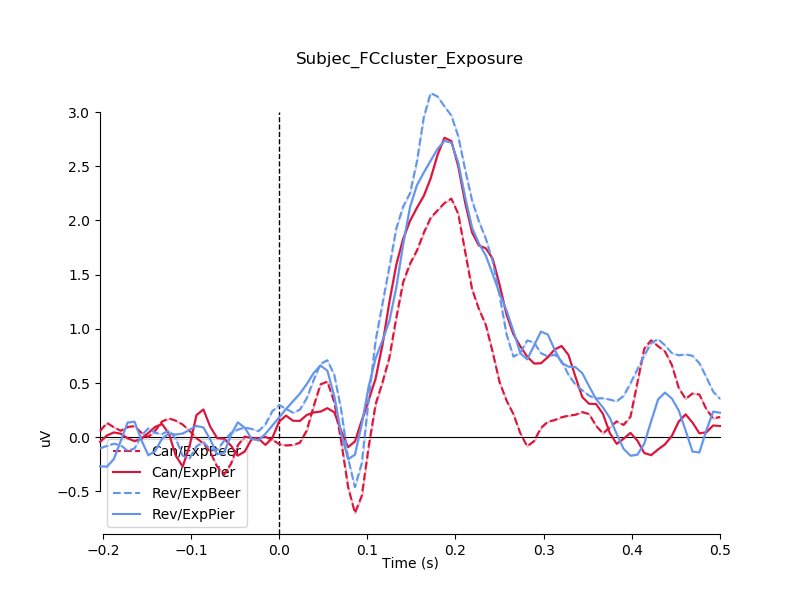 Subjec_FCcluster_Exposure
3.0
2.5
2.0
1.5
1.0
0.5
0.0
−0.5
uV
Can/ExpBeer
Can/ExpPier
Rev/ExpBeer
Rev/ExpPier
−0.2 −0.1 0.0 0.1 0.2 0.3 0.4 0.5
Time (s)